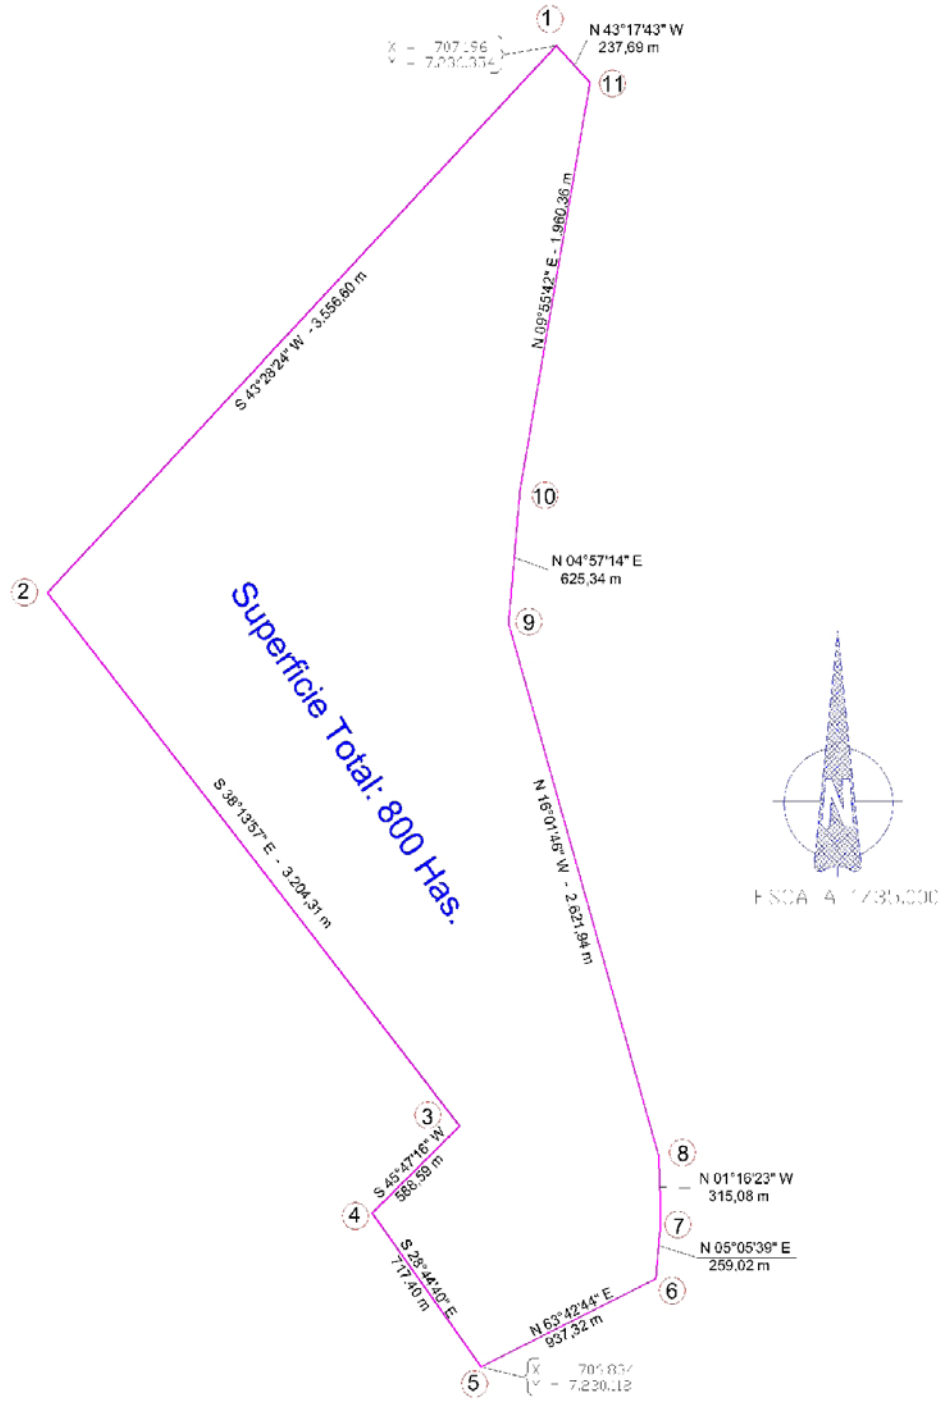 1
N 43°17'43" W
237,69 m
11
N 09°55'42" E - 1.960,36 m
S 43°28'24" W - 3.556,60 m
10
N 04°57'14" E
625,34 m
2
9
Superficie Total: 800 Has.
N 16°01'46" W - 2.621,94 m
S 38°13'57" E - 3.204,31 m
3
S 45°47'16" W
588,59 m
8
N 01°16'23" W
315,08 m
4
7
N 05°05'39" E
259,02 m
S 28°44'40" E
717,40 m
6
N 63°42'44" E
937,32 m
5
N